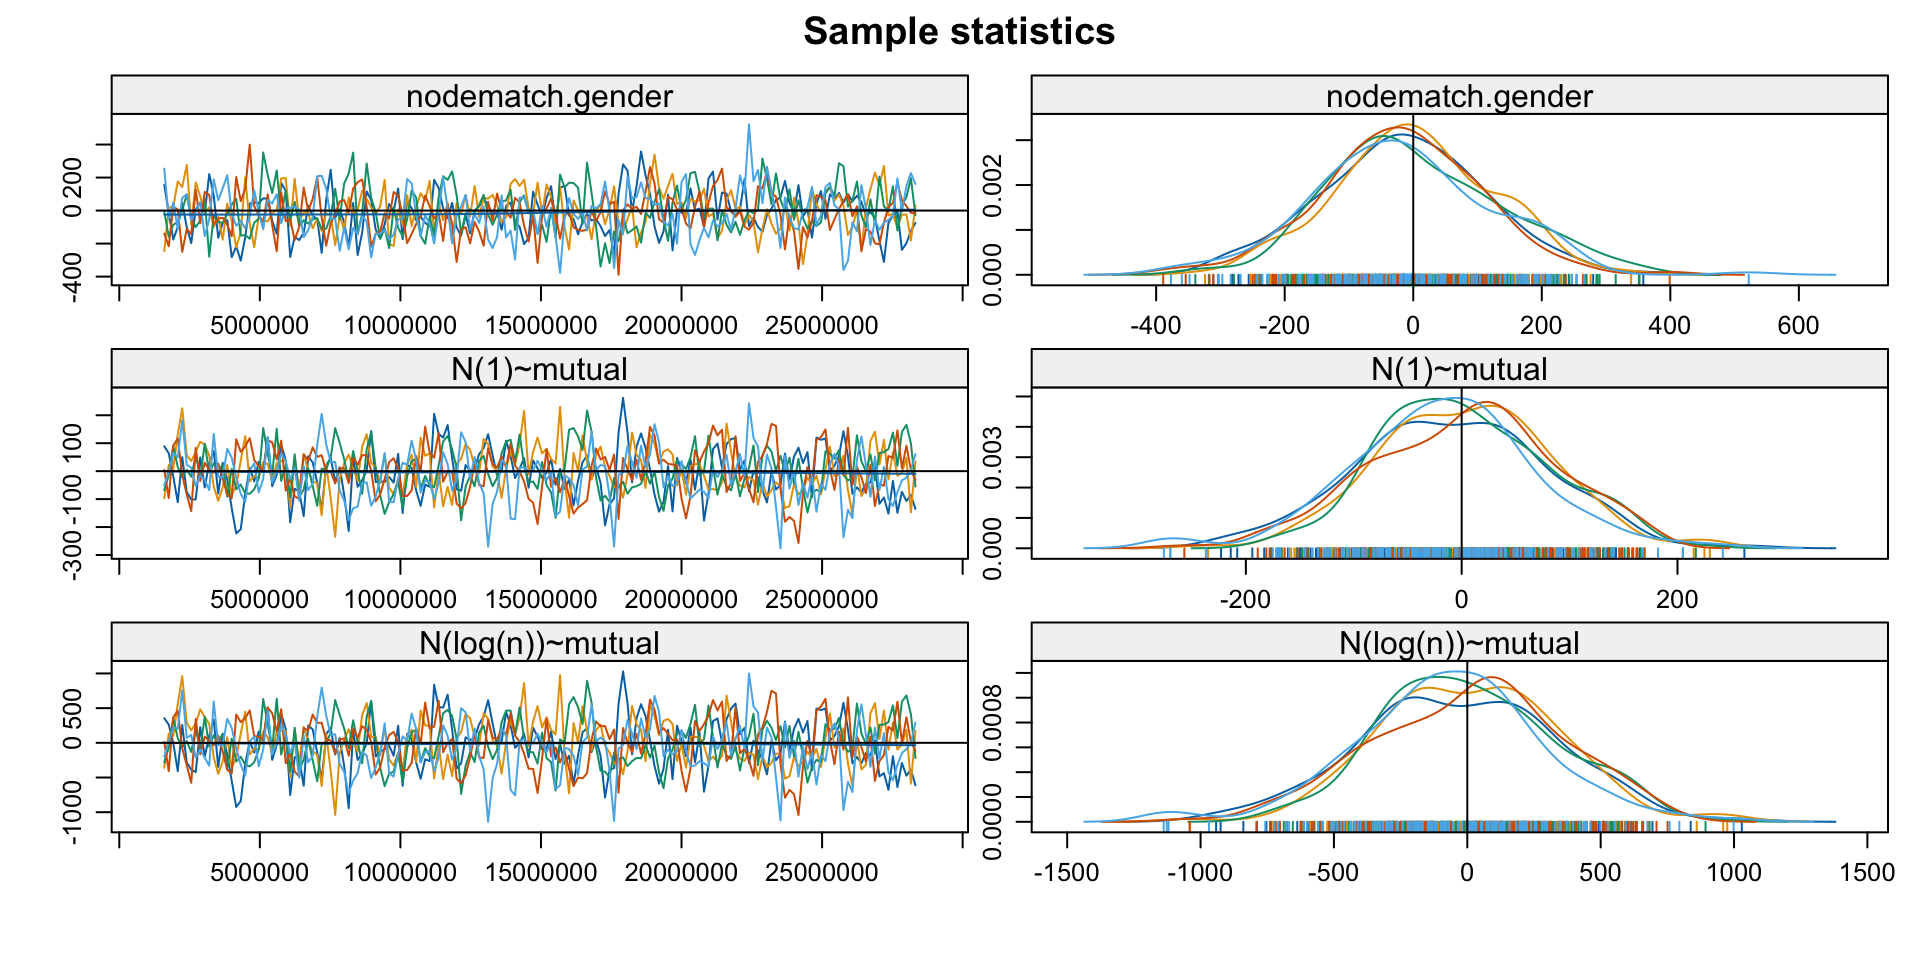 Sample statistics
nodematch.gender
nodematch.gender
-400
0
200
5000000 10000000 15000000 20000000 25000000
0.000
0.002
-400 -200 0 200 400 600
N(1)~mutual
N(1)~mutual
-300
-100
100
5000000 10000000 15000000 20000000 25000000
0.000
0.003
-200 0 200
N(log(n))~mutual
N(log(n))~mutual
-1000
0
500
5000000 10000000 15000000 20000000 25000000
0.0000
0.0008
-1500 -1000 -500 0 500 1000 1500